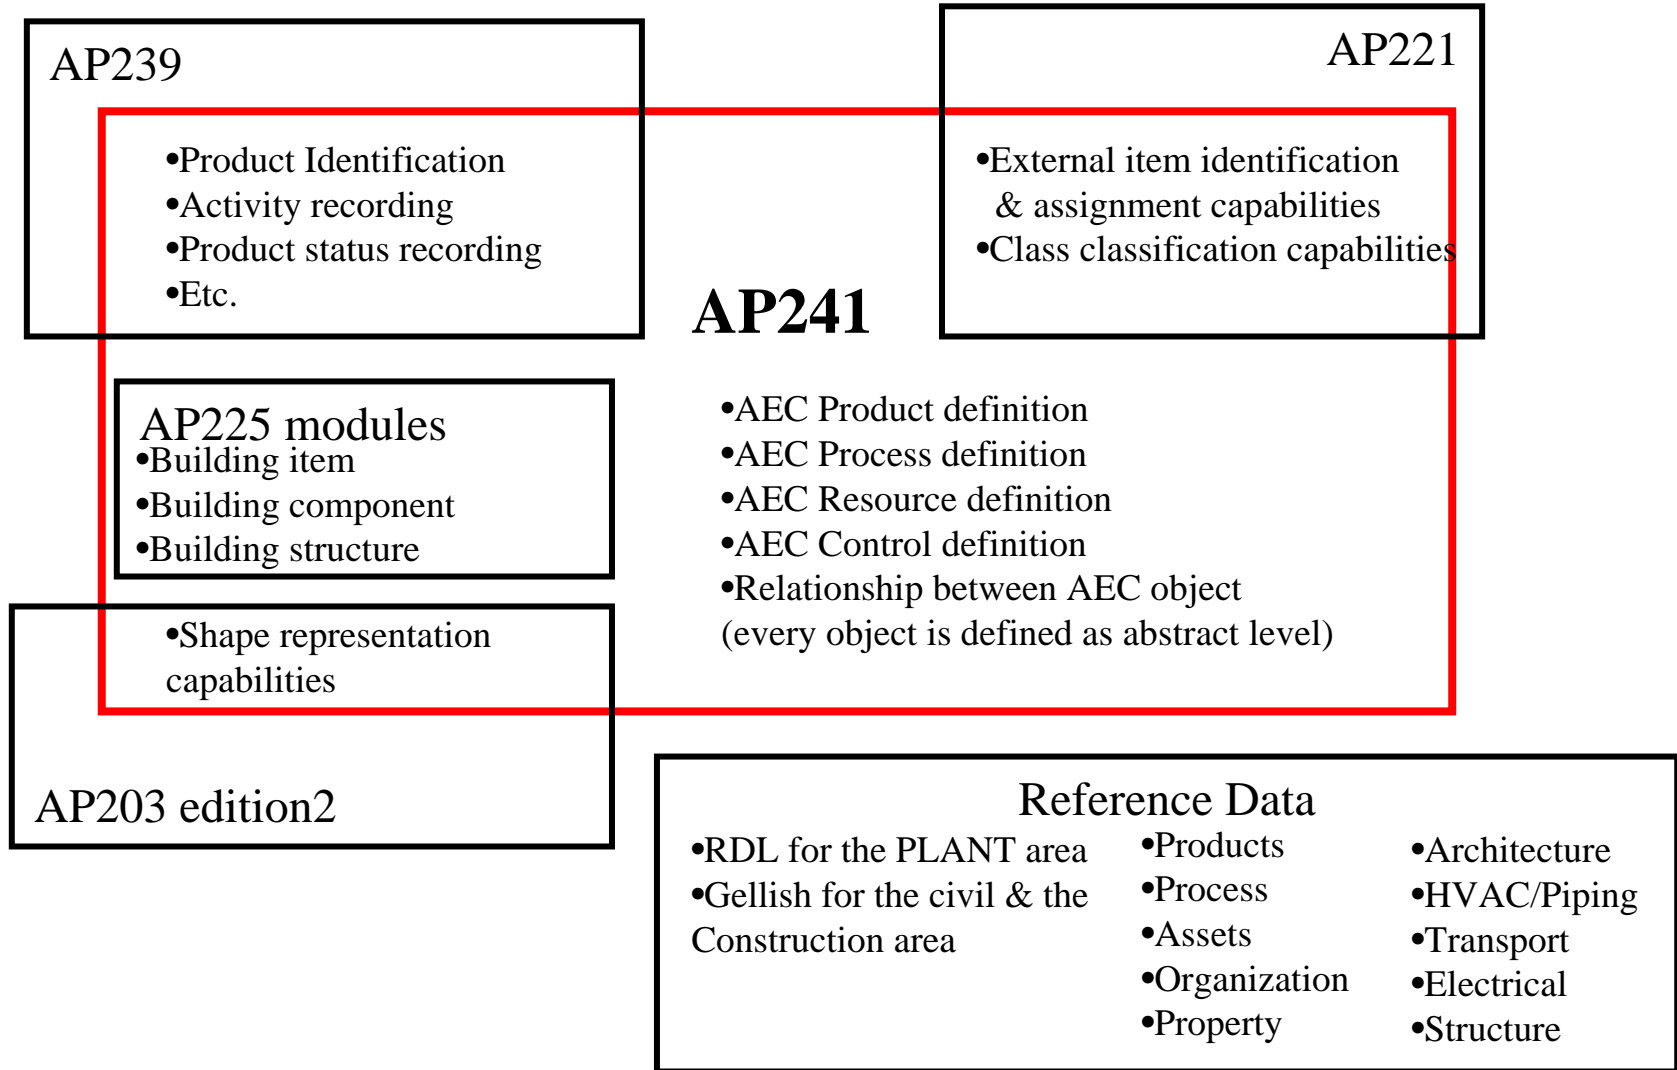 AP239
•Product Identification
•Activity recording
•Product status recording
•Etc.
AP221
•External item identification
& assignment capabilities
•Class classification capabilities
AP241
•AEC Product definition
•AEC Process definition
•AEC Resource definition
•AEC Control definition
•Relationship between AEC object
(every object is defined as abstract level)
AP225 modules
•Building item
•Building component
•Building structure
•Shape representation
capabilities
AP203 edition2
Reference Data
•RDL for the PLANT area
•Gellish for the civil & the
Construction area
•Products
•Process
•Assets
•Organization
•Property
•Architecture
•HVAC/Piping
•Transport
•Electrical
•Structure